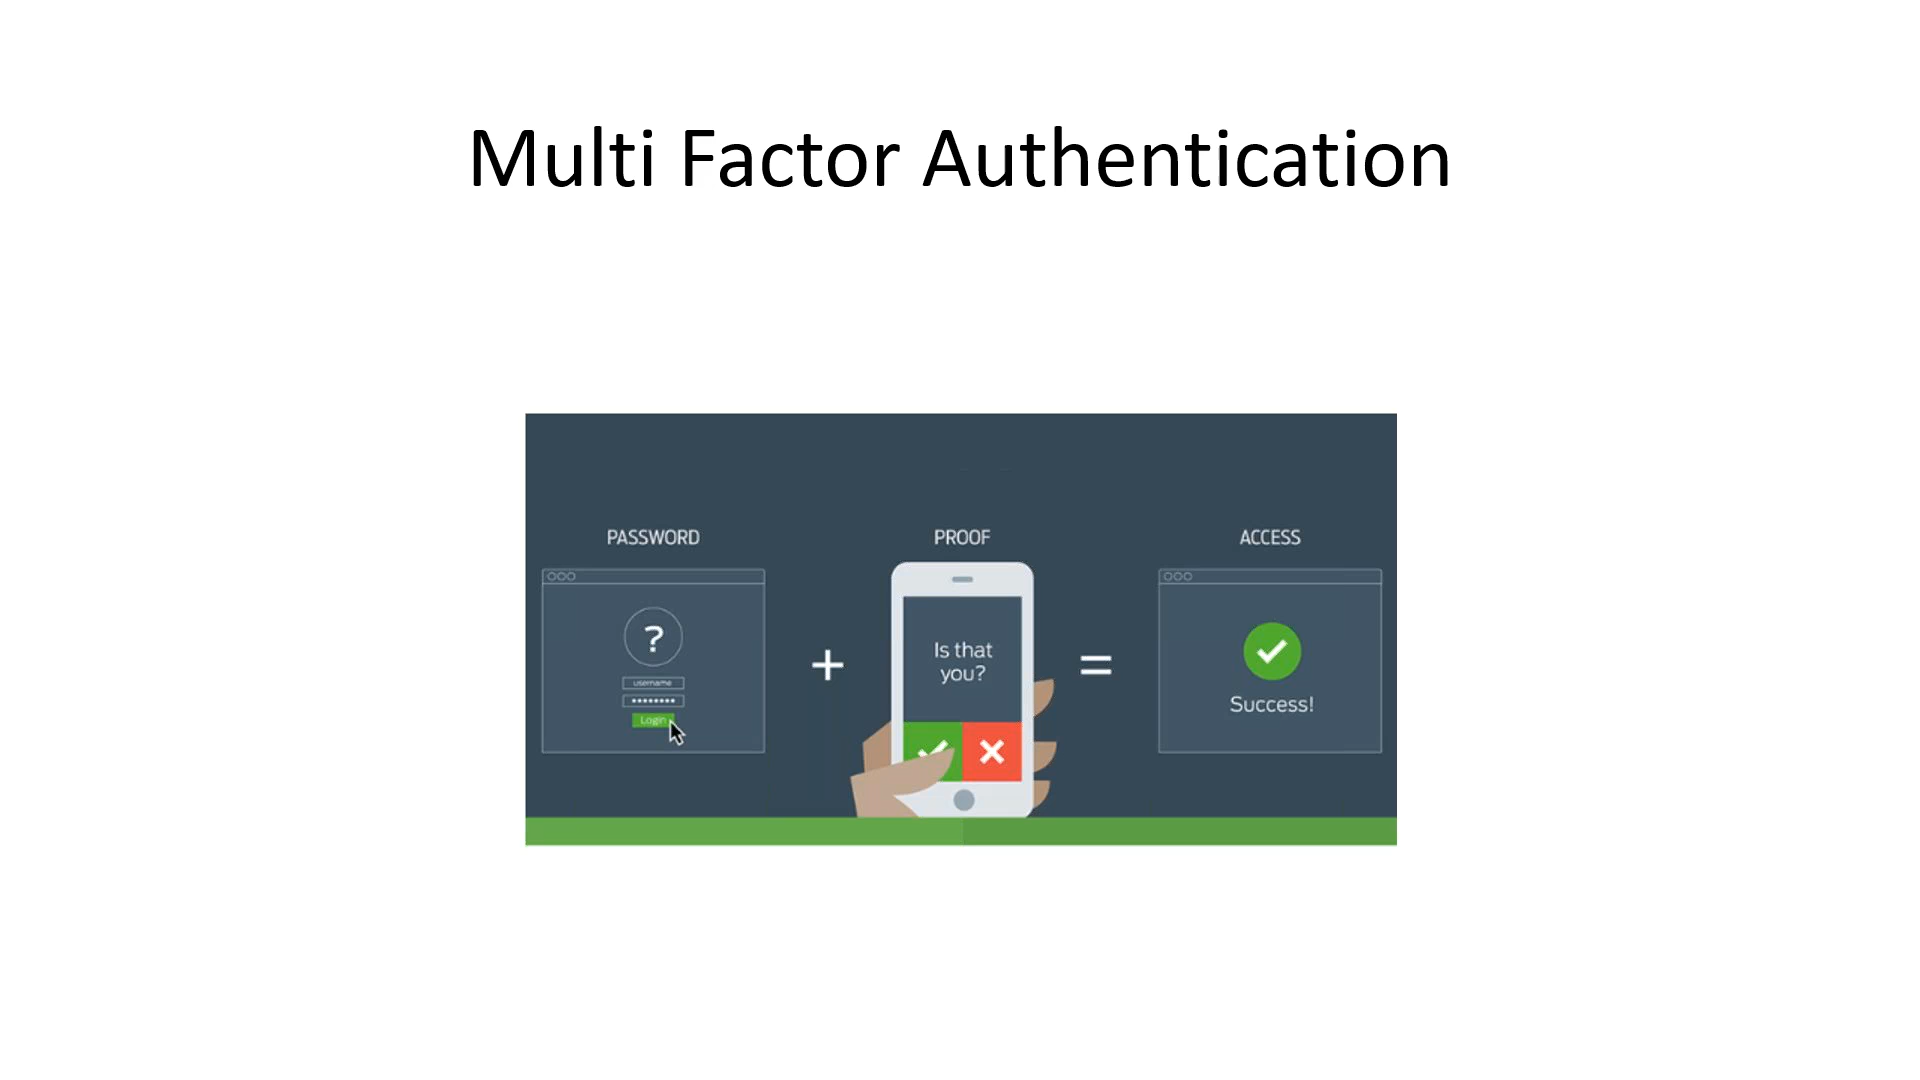 Multi Factor Authentication
PASSWORD
PROOF
ACCESS
?
username
********
Login
+
Is that
you?
=
Success!